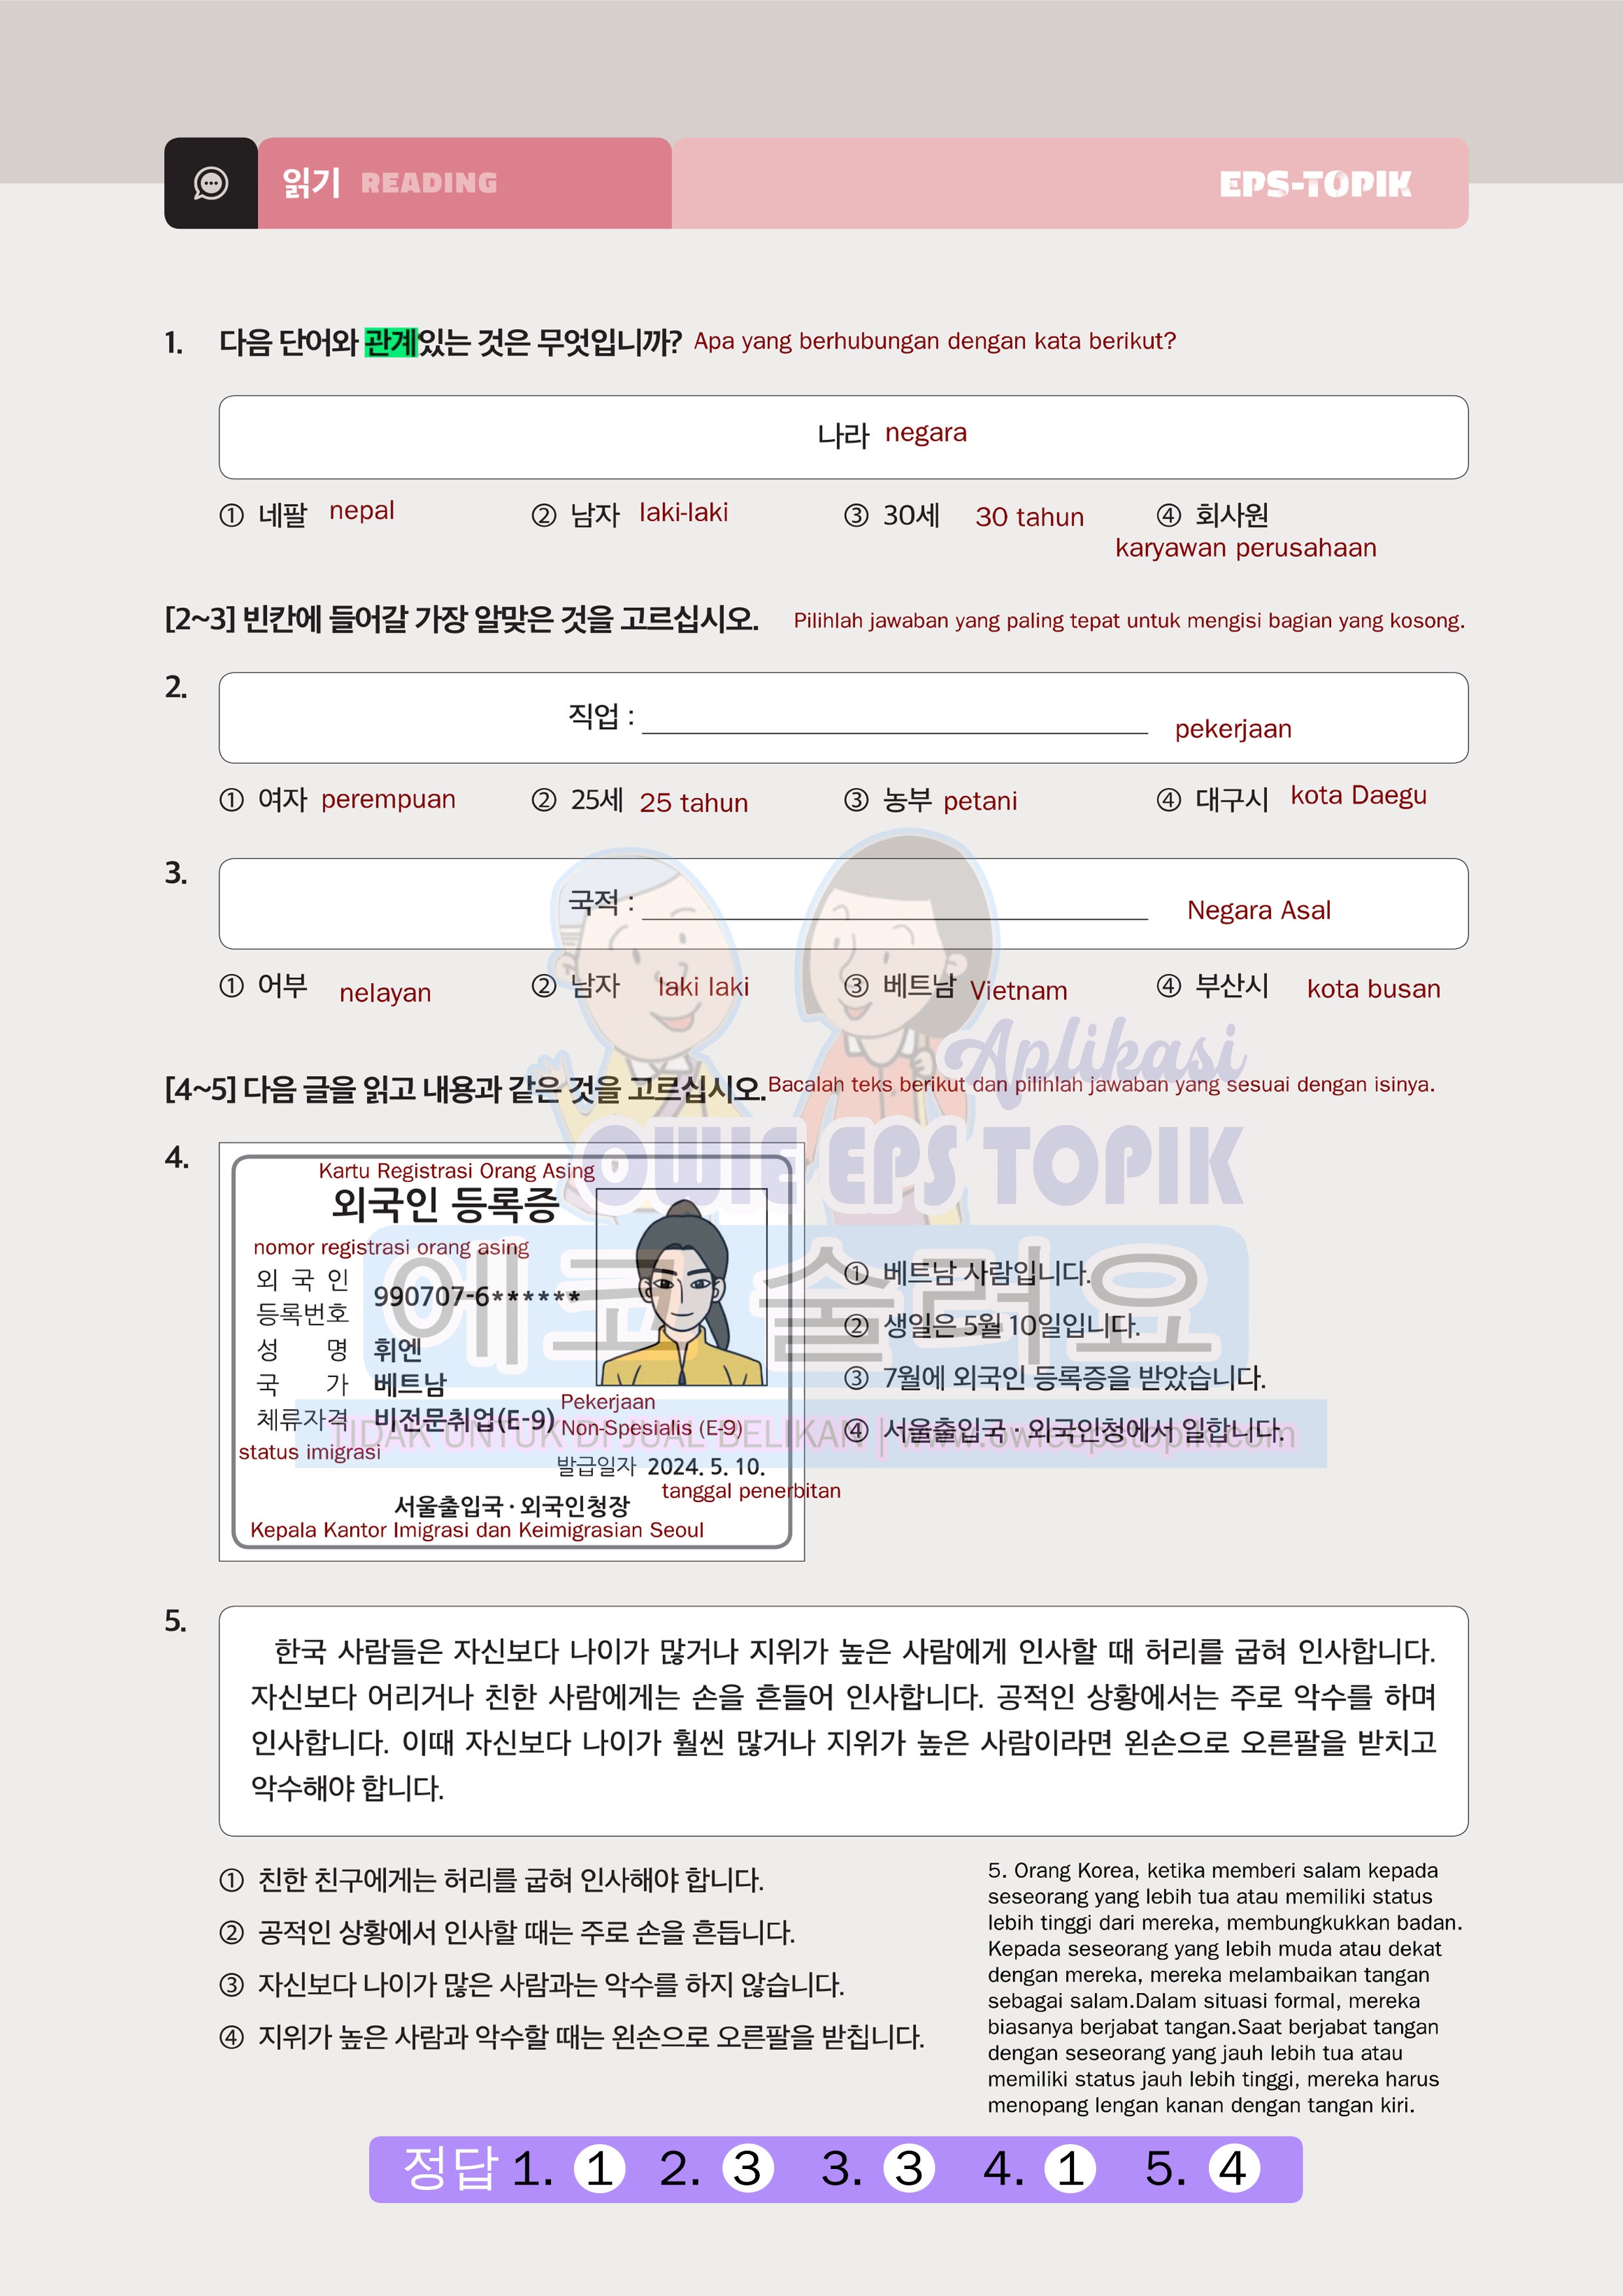 읽기 READING EPS-TOPIK
1. 다음 단어와 관계있는 것은 무엇입니까? Apa yang berhubungan dengan kata berikut?
나라 negara
① 네팔 nepal ② 남자 laki-laki ③ 30세 30 tahun ④ 회사원
karyawan perusahaan
[2~3] 빈칸에 들어갈 가장 알맞은 것을 고르십시오. Pilihlah jawaban yang paling tepat untuk mengisi bagian yang kosong.
2. 직업 : pekerjaan
① 여자 perempuan ② 25세 25 tahun ③ 농부 petani ④ 대구시 kota Daegu
3. 국적 : Negara Asal
① 어부 nelayan ② 남자 laki laki ③ 베트남 Vietnam ④ 부산시 kota busan
Aplikasi
[4~5] 다음 글을 읽고 내용과 같은 것을 고르십시오. Bacalah teks berikut dan pilihlah jawaban yang sesuai dengan isinya.
OWIE EPS TOPIK
에코 술려요
TIDAK UNTUK DI JUAL BELIKAN | www.owieepstopik.com
4.
Kartu Registrasi Orang Asing
외국인 등록증
nomor registrasi orang asing
외 국 인
등록번호 990707-6******
성 명 휘엔
국 가 베트남
Pekerjaan
체류자격 비전문취업(E-9) Non-Spesialis (E-9)
status imigrasi
발급일자 2024. 5. 10.
tanggal penerbitan
서울출입국·외국인청장
Kepala Kantor Imigrasi dan Keimigrasian Seoul
① 베트남 사람입니다.
② 생일은 5월 10일입니다.
③ 7월에 외국인 등록증을 받았습니다.
④ 서울출입국·외국인청에서 일합니다.
5.
한국 사람들은 자신보다 나이가 많거나 지위가 높은 사람에게 인사할 때 허리를 굽혀 인사합니다.
자신보다 어리거나 친한 사람에게는 손을 흔들어 인사합니다. 공적인 상황에서는 주로 악수를 하며
인사합니다. 이때 자신보다 나이가 훨씬 많거나 지위가 높은 사람이라면 왼손으로 오른팔을 받치고
악수해야 합니다.
① 친한 친구에게는 허리를 굽혀 인사해야 합니다.
② 공적인 상황에서 인사할 때는 주로 손을 흔듭니다.
③ 자신보다 나이가 많은 사람과는 악수를 하지 않습니다.
④ 지위가 높은 사람과 악수할 때는 왼손으로 오른팔을 받칩니다.
5. Orang Korea, ketika memberi salam kepada
seseorang yang lebih tua atau memiliki status
lebih tinggi dari mereka, membungkukkan badan.
Kepada seseorang yang lebih muda atau dekat
dengan mereka, mereka melambaikan tangan
sebagai salam.Dalam situasi formal, mereka
biasanya berjabat tangan.Saat berjabat tangan
dengan seseorang yang jauh lebih tua atau
memiliki status jauh lebih tinggi, mereka harus
menopang lengan kanan dengan tangan kiri.
정답 1. 1 2. 3 3. 3 4. 1 5. 4